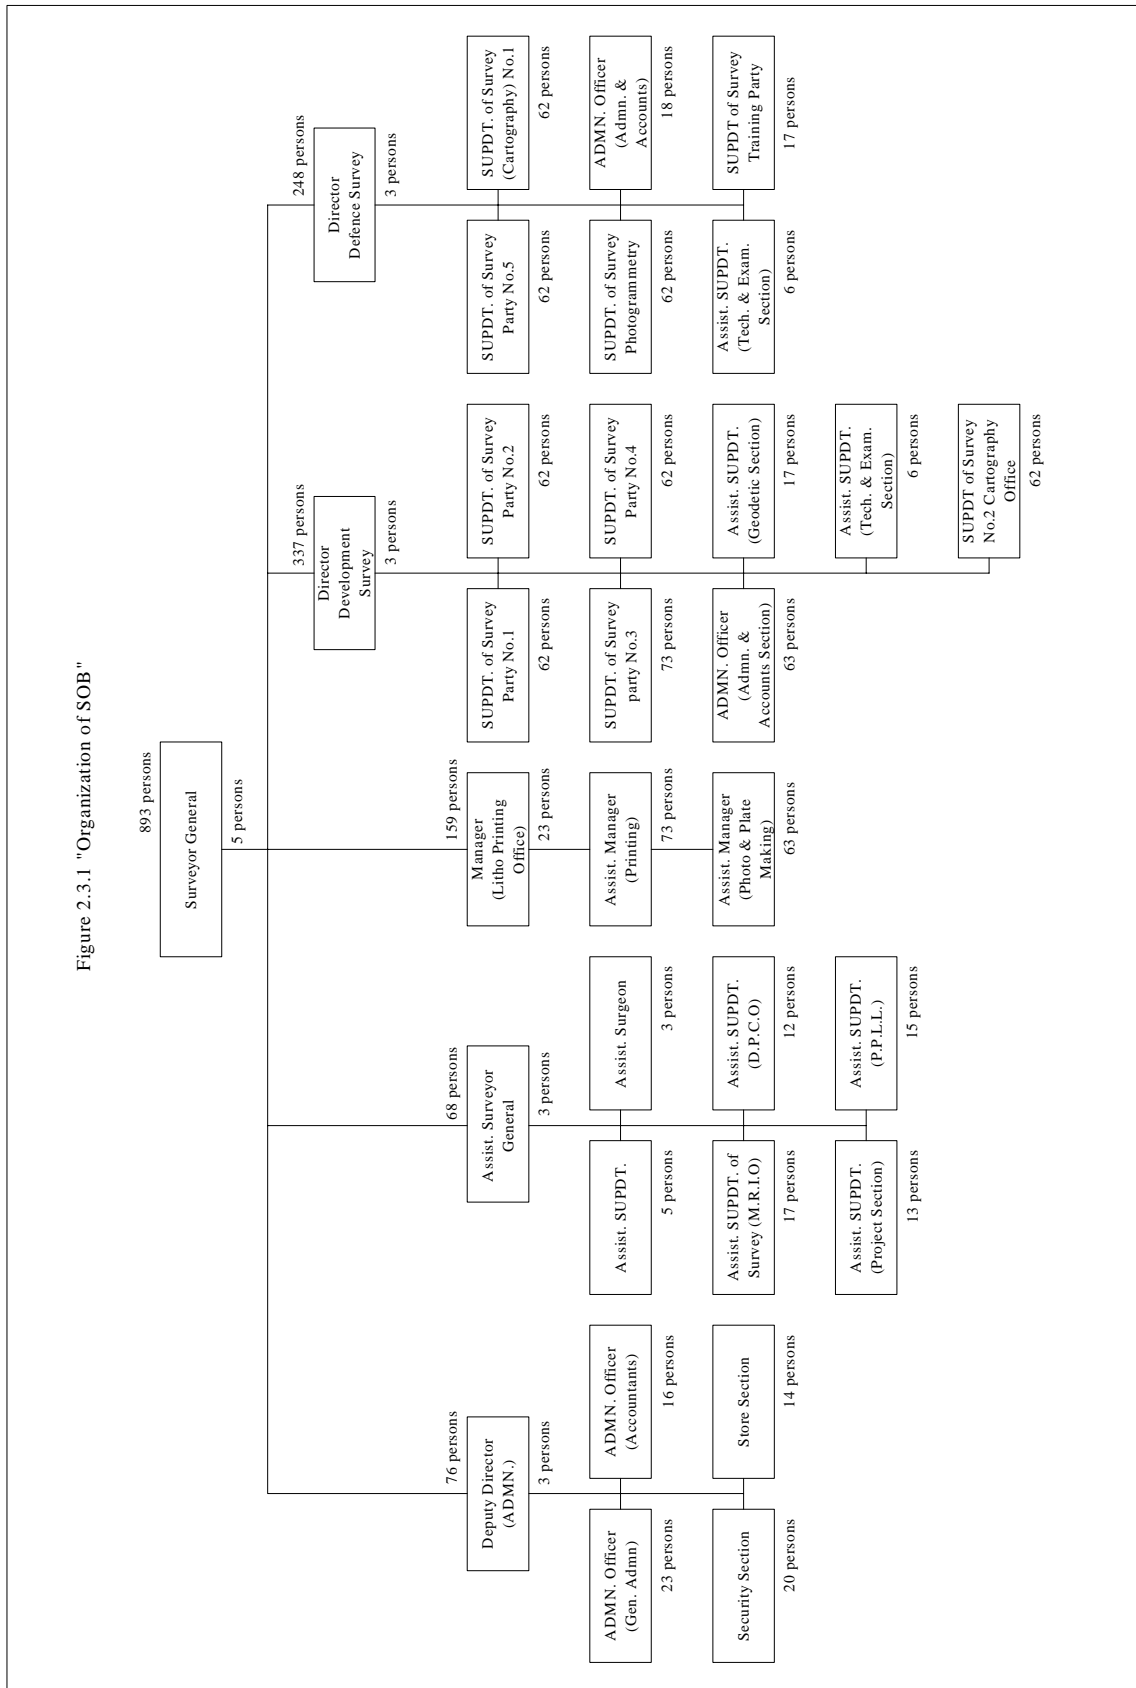 Figure 2.3.1 "Organization of SOB"
893 persons
Surveyor General
5 persons
76 persons
Deputy Director
(ADMN.)
3 persons
ADMN. Officer
(Gen. Admn)
23 persons
ADMN. Officer
(Accountants)
16 persons
Security Section
20 persons
Store Section
14 persons
68 persons
Assist. Surveyor
General
3 persons
Assist. SUPDT.
5 persons
Assist. Surgeon
3 persons
Assist. SUPDT. of
Survey (M.R.I.O)
17 persons
Assist. SUPDT.
(D.P.C.O)
12 persons
Assist. SUPDT.
(Project Section)
13 persons
Assist. SUPDT.
(P.P.L.L.)
15 persons
159 persons
Manager
(Litho Printing
Office)
23 persons
Assist. Manager
(Printing)
73 persons
Assist. Manager
(Photo & Plate
Making)
63 persons
337 persons
Director
Development
Survey
3 persons
SUPDT. of Survey
Party No.1
62 persons
SUPDT. of Survey
Party No.2
62 persons
SUPDT. of Survey
party No.3
73 persons
SUPDT. of Survey
Party No.4
62 persons
ADMN. Officer
(Admn. &
Accounts Section)
63 persons
Assist. SUPDT.
(Geodetic Section)
17 persons
Assist. SUPDT.
(Tech. & Exam.
Section)
6 persons
SUPDT of Survey
No.2 Cartography
Office
62 persons
248 persons
Director
Defence Survey
3 persons
SUPDT. of Survey
Party No.5
62 persons
SUPDT. of Survey
(Cartography) No.1
62 persons
SUPDT. of Survey
Photogrammetry
62 persons
ADMN. Officer
(Admn. &
Accounts)
18 persons
Assist. SUPDT.
(Tech. & Exam.
Section)
6 persons
SUPDT of Survey
Training Party
17 persons